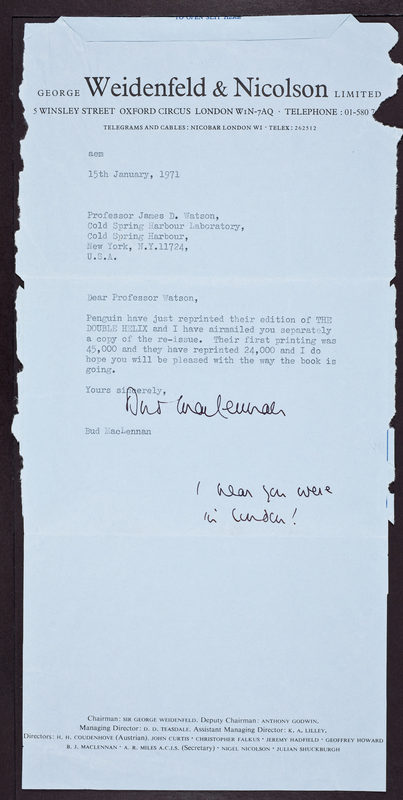 TO OPEN SLIT HERE
GEORGE Weidenfeld & Nicolson LIMITED
5 WINSLEY STREET OXFORD CIRCUS LONDON W1N-7AQ · TELEPHONE : 01-580
TELEGRAMS AND CABLES : NICOBAR LONDON W1 · TELEX : 262512
aem
15th January, 1971
Professor James D. Watson,
Cold Spring Harbour Laboratory,
Cold Spring Harbour,
New York, N.Y.11724,
U.S.A.
Dear Professor Watson,
Penguin have just reprinted their edition of THE
DOUBLE HELIX and I have airmailed you separately
a copy of the re-issue. Their first printing was
45,000 and they have reprinted 24,000 and I do
hope you will be pleased with the way the book is
going.
Yours sincerely,
Bud MacLennan
Bud MacLennan
I hear you were
in London!
Chairman : SIR GEORGE WEIDENFELD. Deputy Chairman : ANTHONY GODWIN.
Managing Director : D. D. TEASDALE. Assistant Managing Director : K. A. LILLEY.
Directors : H. H. COUDENHOVE (Austrian). JOHN CURTIS · CHRISTOPHER FALKUS · JEREMY HADFIELD · GEOFFREY HOWARD
B. J. MACLENNAN · A. R. MILES A.C.I.S. (Secretary) · NIGEL NICOLSON · JULIAN SHUCKBURGH